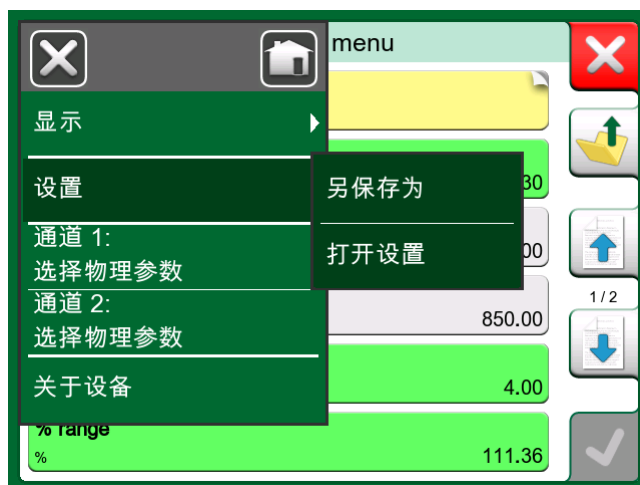 menu
显示
设置
另保存为
30
打开设置
00
通道 1:
选择物理参数
通道 2:
选择物理参数
1/2
850.00
关于设备
4.00
% range
%
111.36